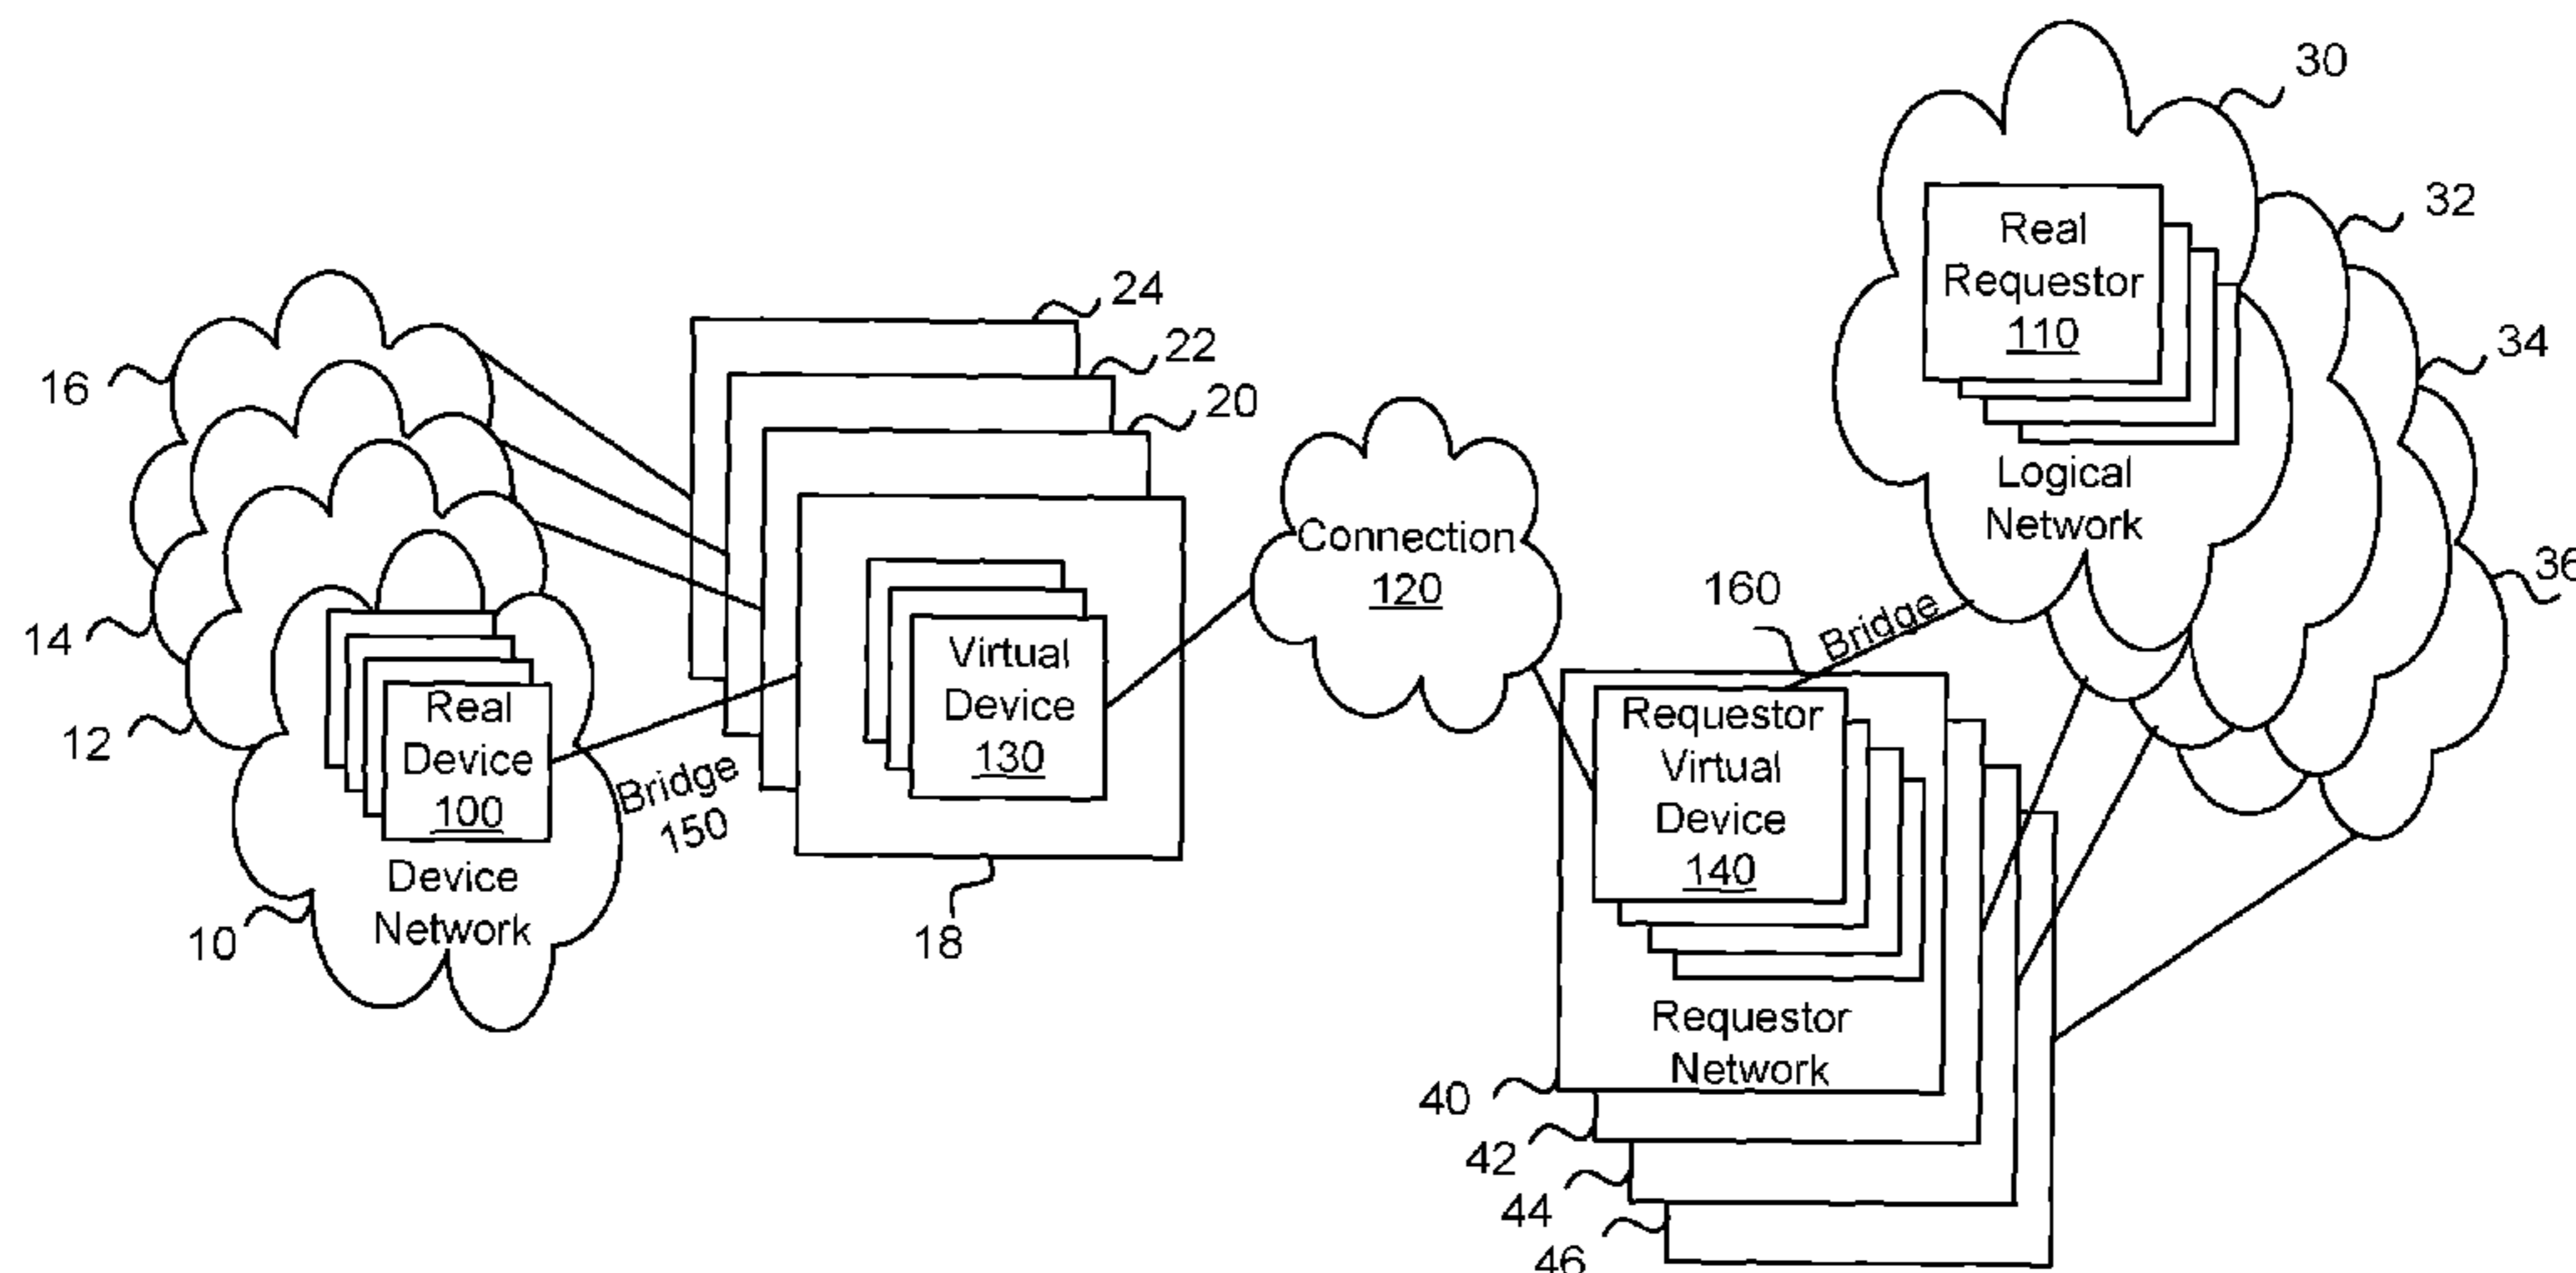 30
32
34
36
Real
Requestor
110
Logical
Network
24
22
20
16
14
12
10
Real
Device
100
Device
Network
Bridge
150
Virtual
Device
130
18
Connection
120
160
Bridge
Requestor
Virtual
Device
140
Requestor
Network
40
42
44
46